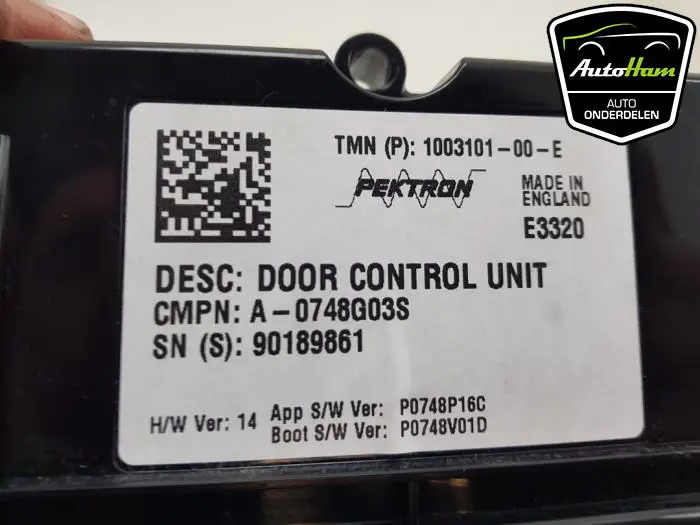 AutoHam
AUTO
ONDERDELEN
TMN (P): 1003101-00-E
PEKTRON
MADE IN
ENGLAND
E3320
DESC: DOOR CONTROL UNIT
CMPN: A-0748G03S
SN (S): 90189861
H/W Ver: 14 App S/W Ver: P0748P16C
Boot S/W Ver: P0748V01D